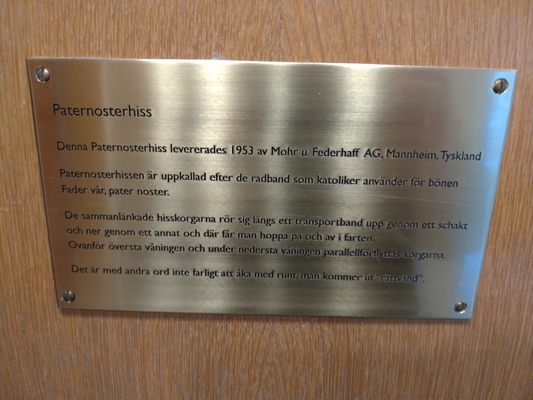 Paternosterhiss
Denna Paternosterhiss levererades 1953 av Mohr u. Federhaff AG, Mannheim, Tyskland
Paternosterhissen är uppkallad efter de radband som katoliker använder för bönen
Fader vår, pater noster.
De sammanlänkade hisskorgarna rör sig längs ett transportband upp genom ett schakt
och ner genom ett annat och där får man hoppa på och av i farten.
Ovanför översta våningen och under nedersta våningen parallellförflyttas korgarna.
Det är med andra ord inte farligt att åka med runt, man kommer ut "rättvänd".